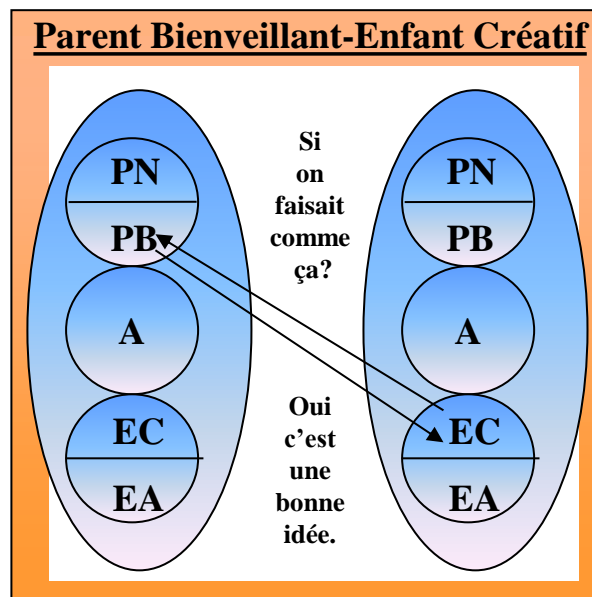 Parent Bienveillant-Enfant Créatif
PN
PB
A
EC
EA
Si
on
faisait
comme
ça?
Oui
c’est
une
bonne
idée.
PN
PB
A
EC
EA